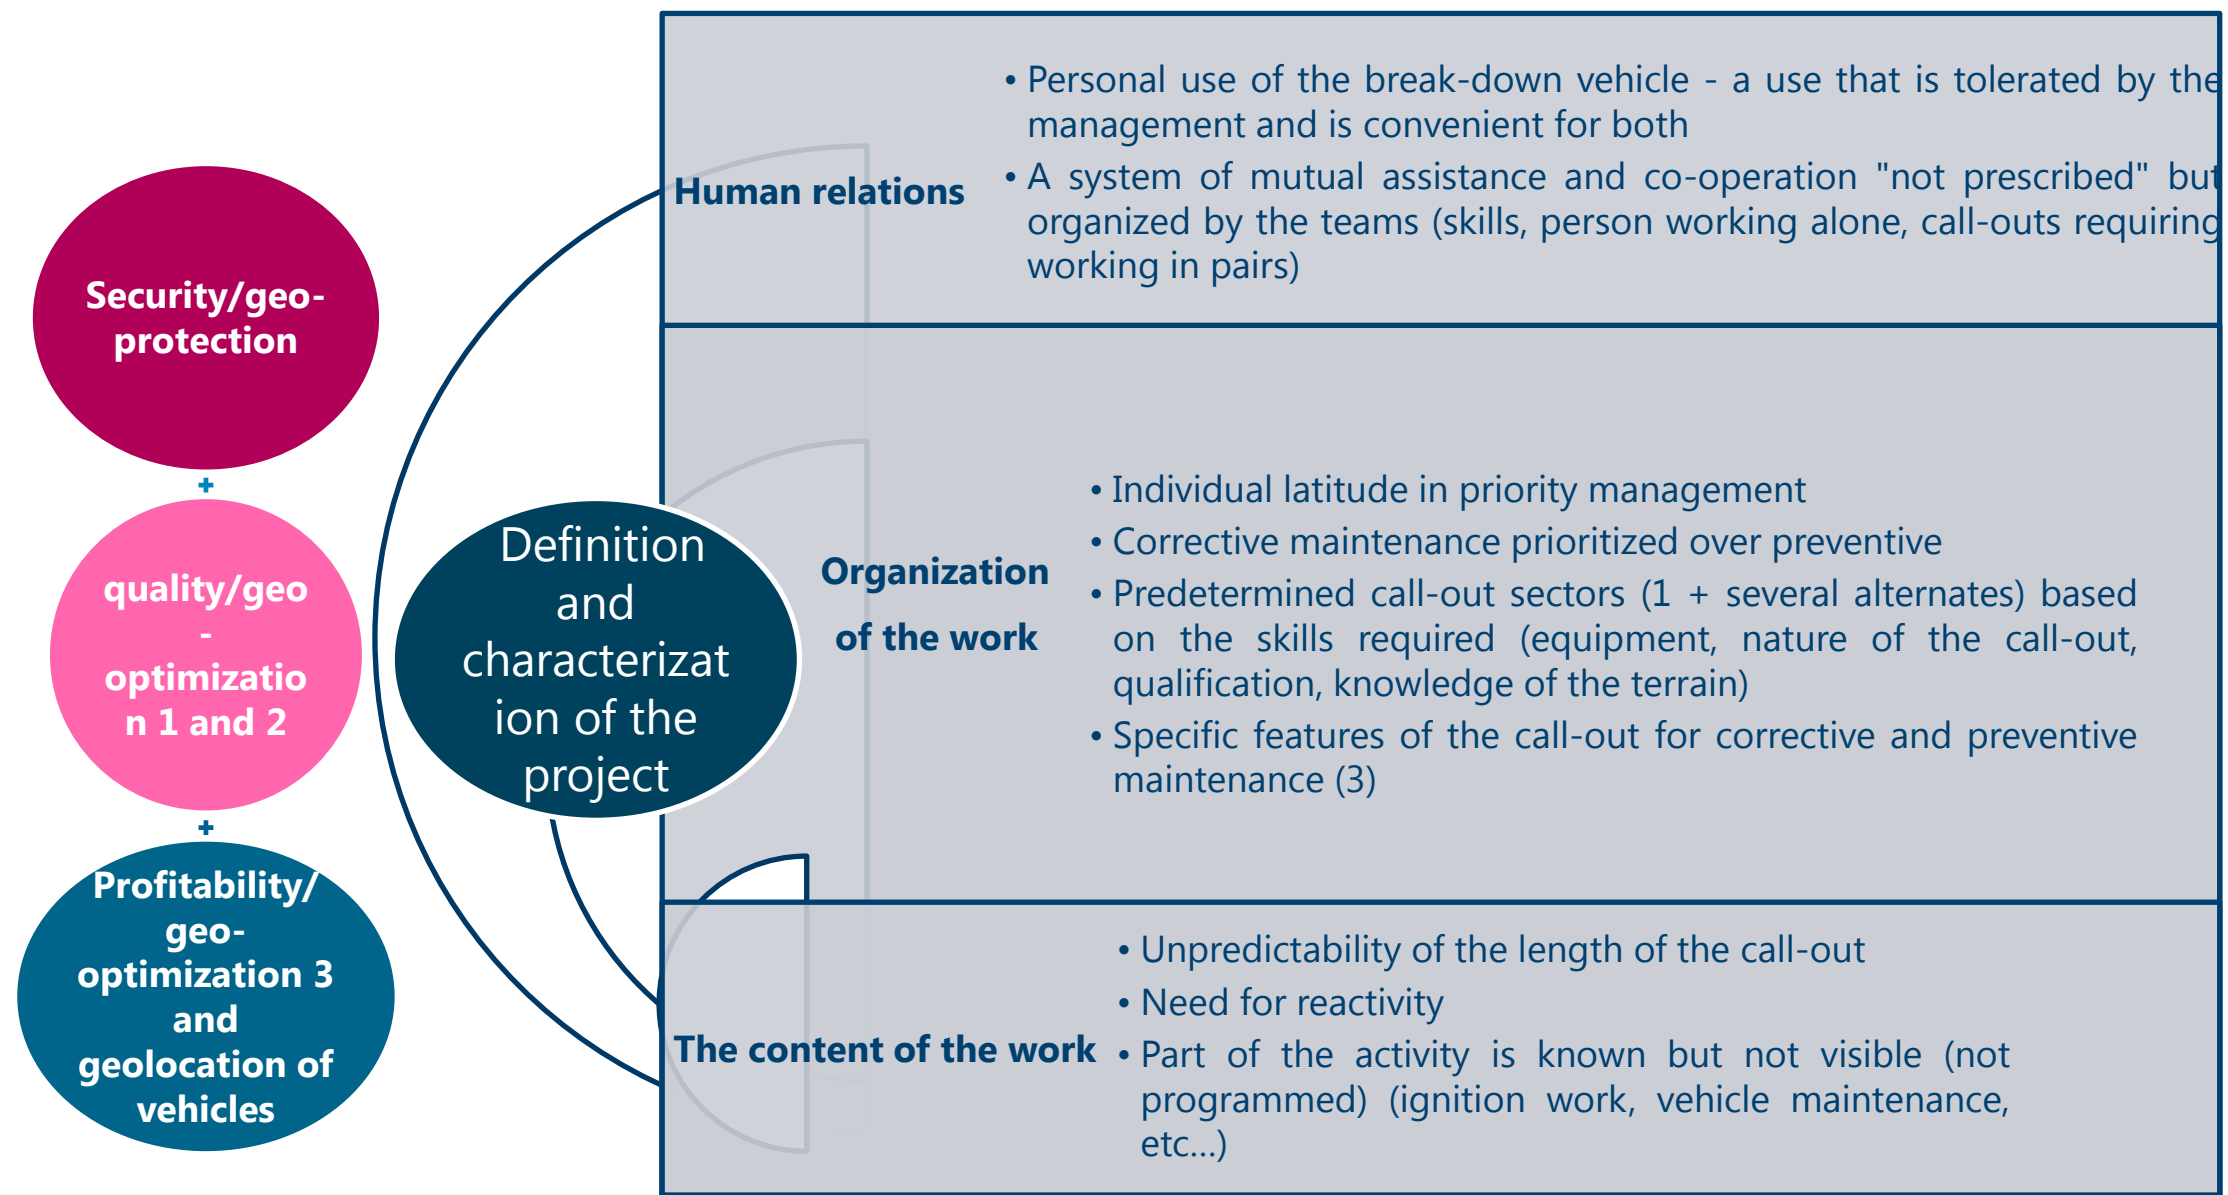 Security/geo-
protection
+
quality/geo
-
optimizatio
n 1 and 2
+
Profitability/
geo-
optimization 3
and
geolocation of
vehicles
Definition
and
characterizat
ion of the
project
Human relations
• Personal use of the break-down vehicle - a use that is tolerated by the
management and is convenient for both
• A system of mutual assistance and co-operation "not prescribed" but
organized by the teams (skills, person working alone, call-outs requiring
working in pairs)
Organization
of the work
• Individual latitude in priority management
• Corrective maintenance prioritized over preventive
• Predetermined call-out sectors (1 + several alternates) based
on the skills required (equipment, nature of the call-out,
qualification, knowledge of the terrain)
• Specific features of the call-out for corrective and preventive
maintenance (3)
The content of the work
• Unpredictability of the length of the call-out
• Need for reactivity
• Part of the activity is known but not visible (not
programmed) (ignition work, vehicle maintenance,
etc...)